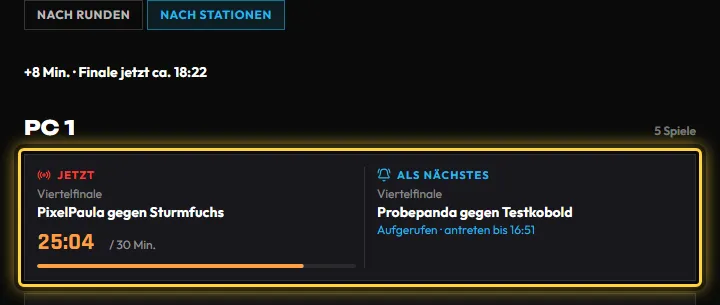 NACH RUNDEN
NACH STATIONEN
+8 Min. · Finale jetzt ca. 18:22
PC 1
5 Spiele
JETZT
Viertelfinale
PixelPaula gegen Sturmfuchs
25:04 / 30 Min.
ALS NÄCHSTES
Viertelfinale
Probepanda gegen Testkobold
Aufgerufen · antreten bis 16:51